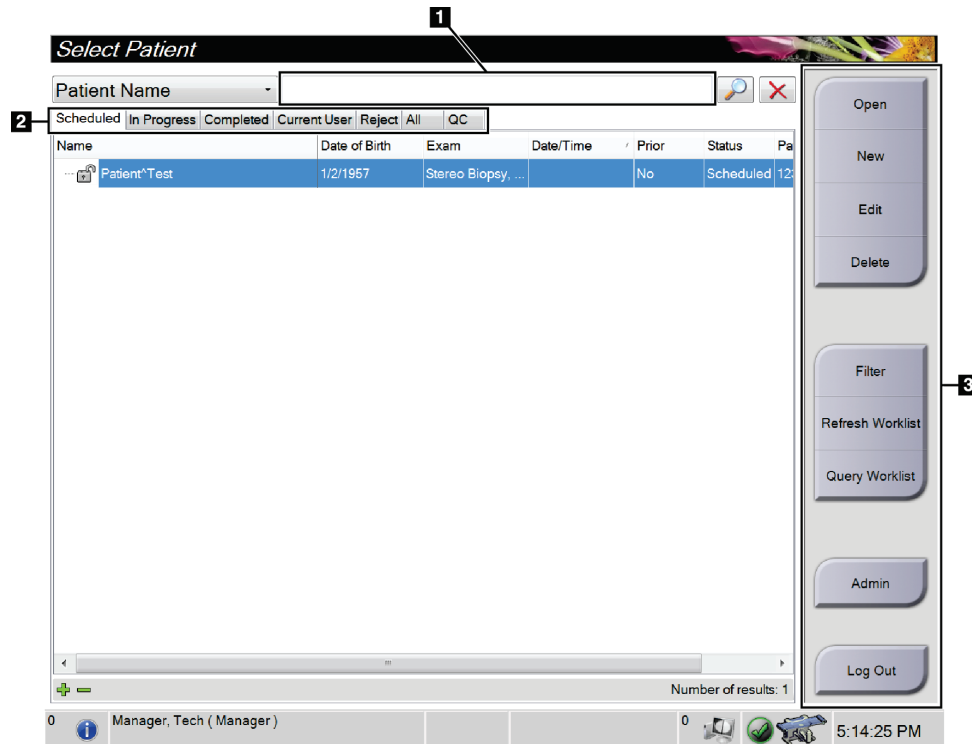 1
Select Patient
Patient Name
2
Scheduled In Progress Completed Current User Reject All QC
Name Date of Birth Exam Date/Time Prior Status Pa
Patient^Test 1/2/1957 Stereo Biopsy, ... No Scheduled 12
Open
New
Edit
Delete
3
Filter
Refresh Worklist
Query Worklist
Admin
Log Out
Number of results: 1
0 Manager, Tech ( Manager ) 0 5:14:25 PM